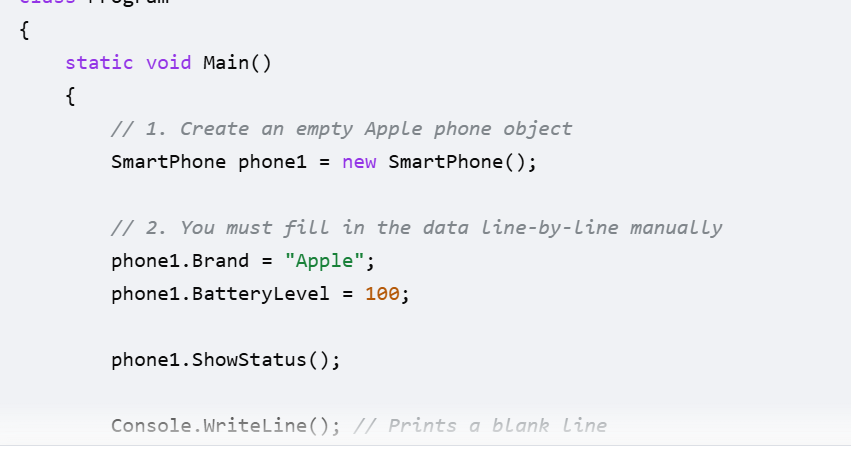 class Program
{
    static void Main()
    {
        // 1. Create an empty Apple phone object
        SmartPhone phone1 = new SmartPhone();

        // 2. You must fill in the data line-by-line manually
        phone1.Brand = "Apple";
        phone1.BatteryLevel = 100;

        phone1.ShowStatus();

        Console.WriteLine(); // Prints a blank line